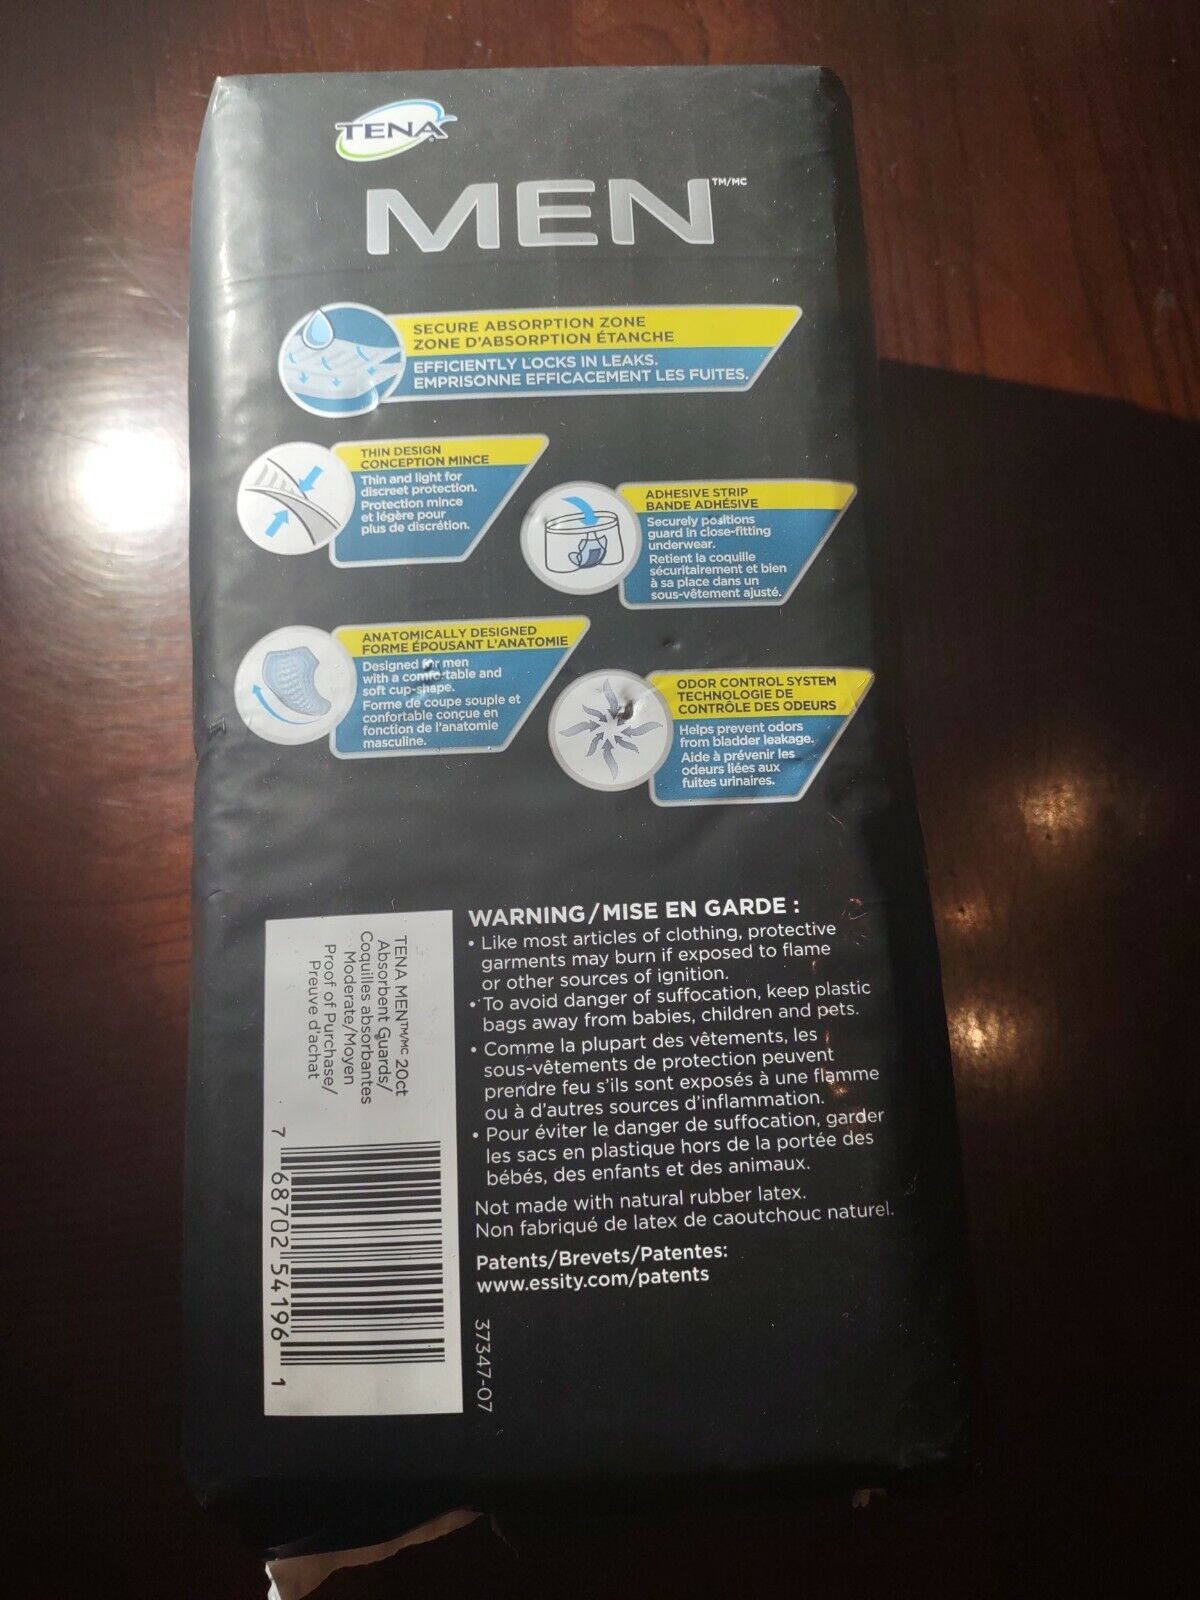 TENA
MEN™/MC
SECURE ABSORPTION ZONE
ZONE D'ABSORPTION ÉTANCHE
EFFICIENTLY LOCKS IN LEAKS.
EMPRISONNE EFFICACEMENT LES FUITES.
THIN DESIGN
CONCEPTION MINCE
Thin and light for
discreet protection.
Protection mince
et légère pour
plus de discrétion.
ADHESIVE STRIP
BANDE ADHÉSIVE
Securely positions
guard in close-fitting
underwear.
Retient la coquille
sécuritairement et bien
à sa place dans un
sous-vêtement ajusté.
ANATOMICALLY DESIGNED
FORME ÉPOUSANT L'ANATOMIE
Designed for men
with a comfortable and
soft cup-shape.
Forme de coupe souple et
confortable conçue en
fonction de l'anatomie
masculine.
ODOR CONTROL SYSTEM
TECHNOLOGIE DE
CONTRÔLE DES ODEURS
Helps prevent odors
from bladder leakage.
Aide à prévenir les
odeurs liées aux
fuites urinaires.
WARNING/MISE EN GARDE :
• Like most articles of clothing, protective
garments may burn if exposed to flame
or other sources of ignition.
• To avoid danger of suffocation, keep plastic
bags away from babies, children and pets.
• Comme la plupart des vêtements, les
sous-vêtements de protection peuvent
prendre feu s'ils sont exposés à une flamme
ou à d'autres sources d'inflammation.
• Pour éviter le danger de suffocation, garder
les sacs en plastique hors de la portée des
bébés, des enfants et des animaux.
Not made with natural rubber latex.
Non fabriqué de latex de caoutchouc naturel.
Patents/Brevets/Patentes:
www.essity.com/patents
37347-07
TENA MEN™/MC 20ct
Absorbent Guards/
Coquilles absorbantes
Moderate/Moyen
Proof of Purchase/
Preuve d'achat
7 68702 54196 1